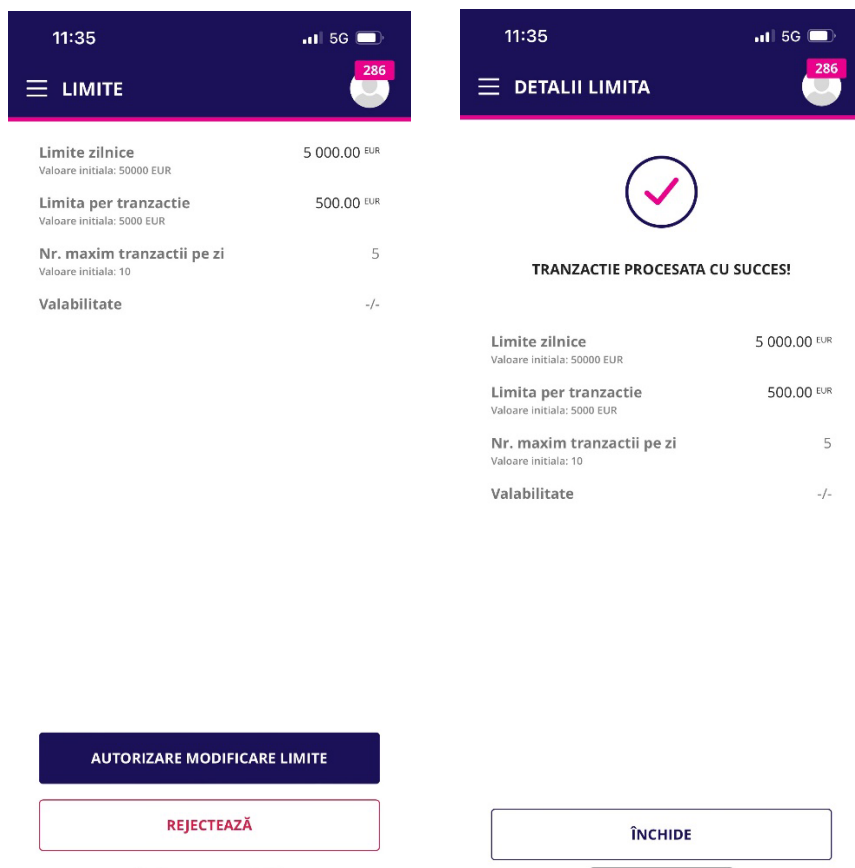 11:35
5G
286
LIMITE
Limite zilnice 5 000.00 EUR
Valoare initiala: 50000 EUR
Limita per tranzactie 500.00 EUR
Valoare initiala: 5000 EUR
Nr. maxim tranzactii pe zi 5
Valoare initiala: 10
Valabilitate -/-
AUTORIZARE MODIFICARE LIMITE
REJECTEAZĂ
11:35
5G
286
DETALII LIMITA
TRANZACTIE PROCESATA CU SUCCES!
Limite zilnice 5 000.00 EUR
Valoare initiala: 50000 EUR
Limita per tranzactie 500.00 EUR
Valoare initiala: 5000 EUR
Nr. maxim tranzactii pe zi 5
Valoare initiala: 10
Valabilitate -/-
ÎNCHIDE